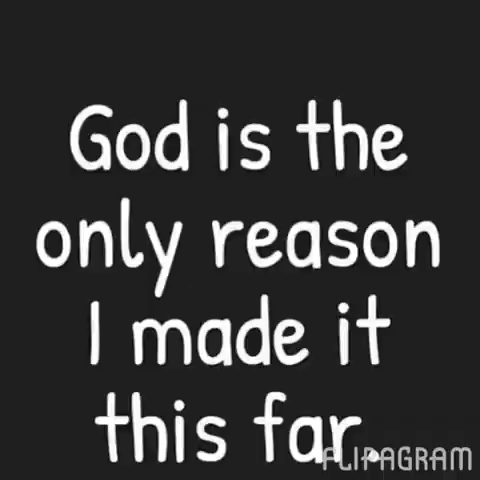 God is the
only reason
I made it
this far.
FLIPAGRAM